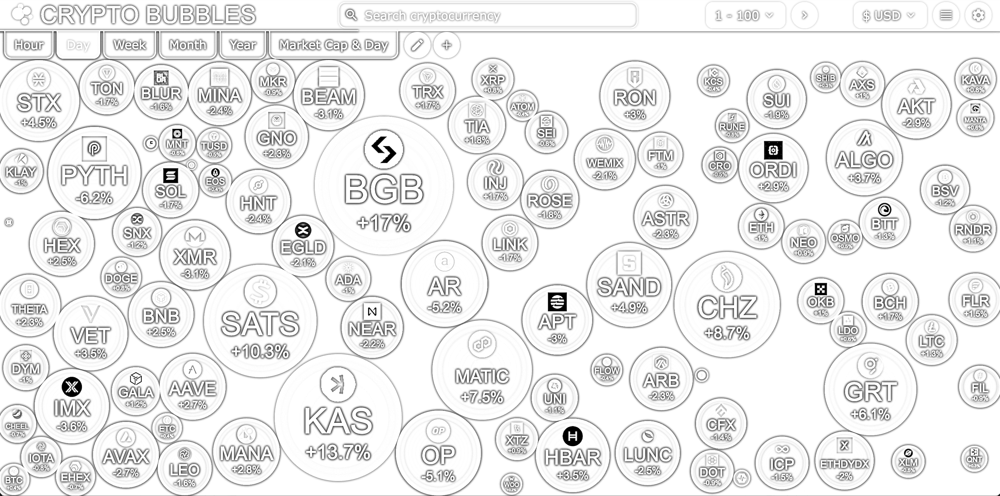 CRYPTO BUBBLES
Search cryptocurrency
1 - 100
$ USD
Hour
Day
Week
Month
Year
Market Cap & Day
STX
+4.5%
TON
-1.7%
BLUR
-1.6%
MINA
-2.4%
MKR
-0.9%
BEAM
-3.1%
TRX
+1.7%
XRP
+0.8%
ATOM
-0.4%
TIA
+1.8%
SEI
-0.8%
RON
+3%
KCS
-0.4%
SUI
-1.9%
SHIB
+0.3%
AXS
+1%
AKT
-2.9%
KAVA
+0.8%
MANTA
+0.6%
RUNE
-0.5%
GNO
+2.3%
MNT
-0.6%
TUSD
-0.5%
PYTH
-6.2%
KLAY
-1%
SOL
-1.7%
EOS
+0.4%
HNT
-2.4%
BGB
+17%
INJ
+1.7%
ROSE
-1.8%
WEMIX
-2.1%
FTM
-1%
CRO
-0.5%
ORDI
+2.9%
ALGO
+3.7%
BSV
-1.2%
HEX
+2.5%
SNX
-1.2%
XMR
-3.1%
EGLD
-2.1%
LINK
-1.7%
ASTR
-2.3%
ETH
-1%
NEO
+0.9%
OSMO
+0.5%
BTT
-1.3%
RNDR
+1.1%
DOGE
+0.8%
ADA
-1%
AR
-5.2%
SAND
+4.9%
CHZ
+8.7%
OKB
+1%
BCH
+1.7%
FLR
+1.5%
THETA
+2.3%
VET
+3.5%
BNB
+2.5%
SATS
+10.3%
NEAR
-2.2%
APT
-3%
LDO
+0.6%
LTC
+1.3%
DYM
-1%
IMX
-3.6%
GALA
+1.2%
AAVE
+2.7%
KAS
+13.7%
MATIC
+7.5%
UNI
-1.1%
FLOW
-0.4%
ARB
-2.3%
GRT
+6.1%
FIL
-0.9%
CHEEL
-0.7%
ETC
+0.4%
IOTA
-0.8%
AVAX
-2.7%
LEO
-1.6%
MANA
+2.8%
OP
OP
-5.1%
XTZ
+0.9%
HBAR
+3.5%
LUNC
-2.5%
CFX
-1.4%
DOT
-0.9%
ICP
-1.5%
ETHDYDX
-2%
XLM
-0.5%
QNT
+0.3%
BTC
+0.4%
EHEX
-0.7%
WOO
+0.2%